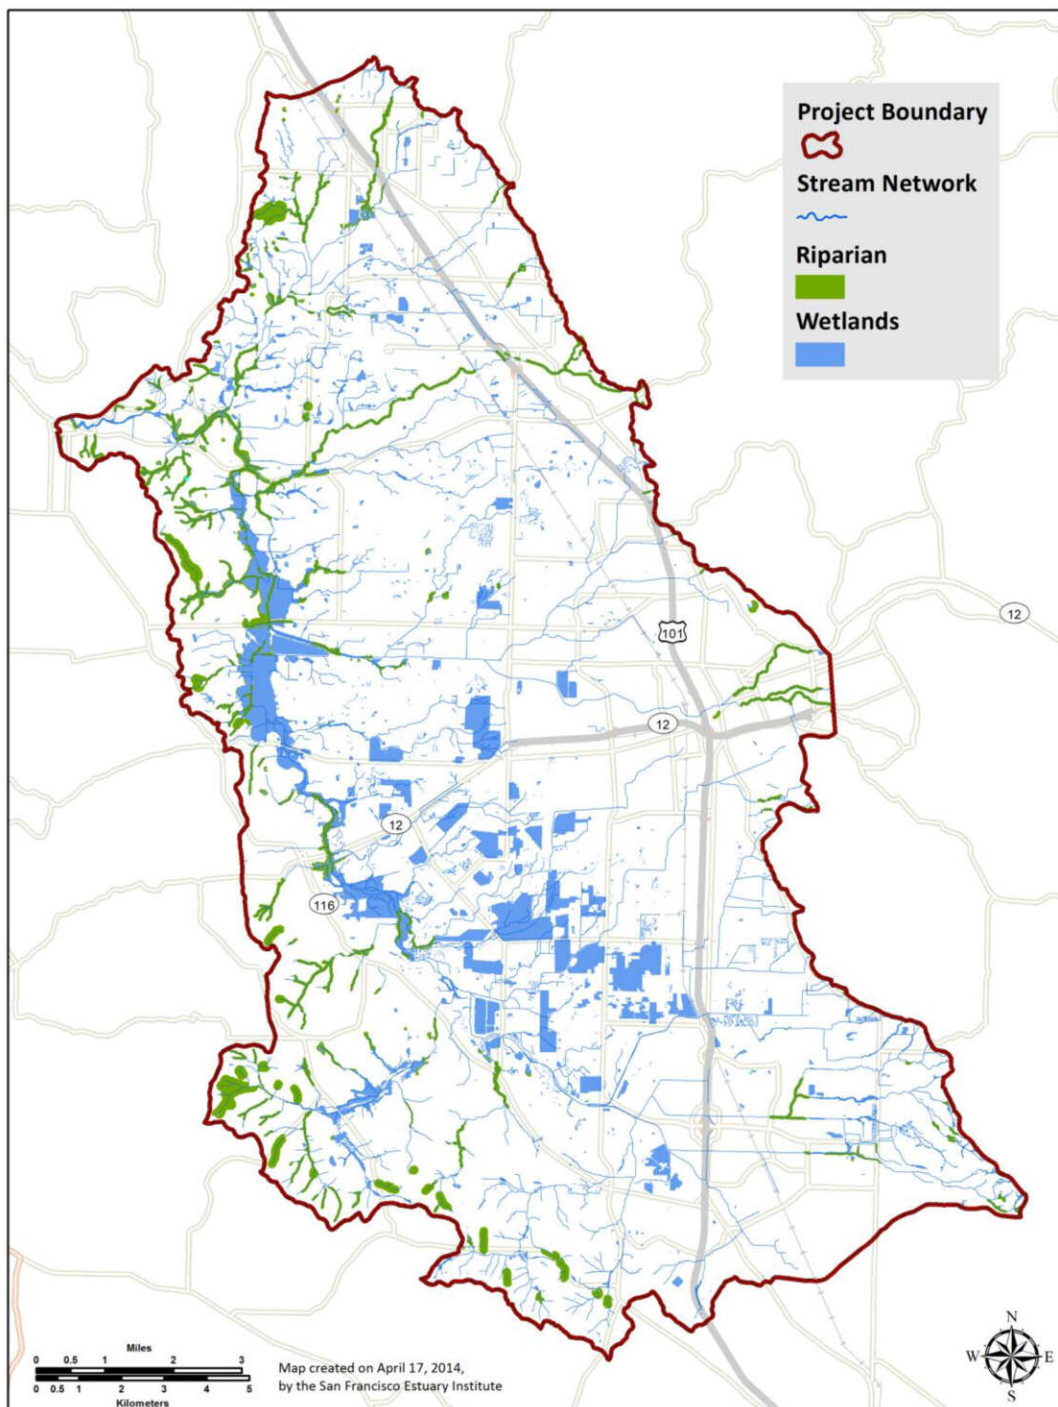 Project Boundary
Stream Network
Riparian
Wetlands
12
101
12
12
116
N
W E
S
Miles
0 0.5 1 2 3
0 0.5 1 2 3 4 5
Kilometers
Map created on April 17, 2014,
by the San Francisco Estuary Institute